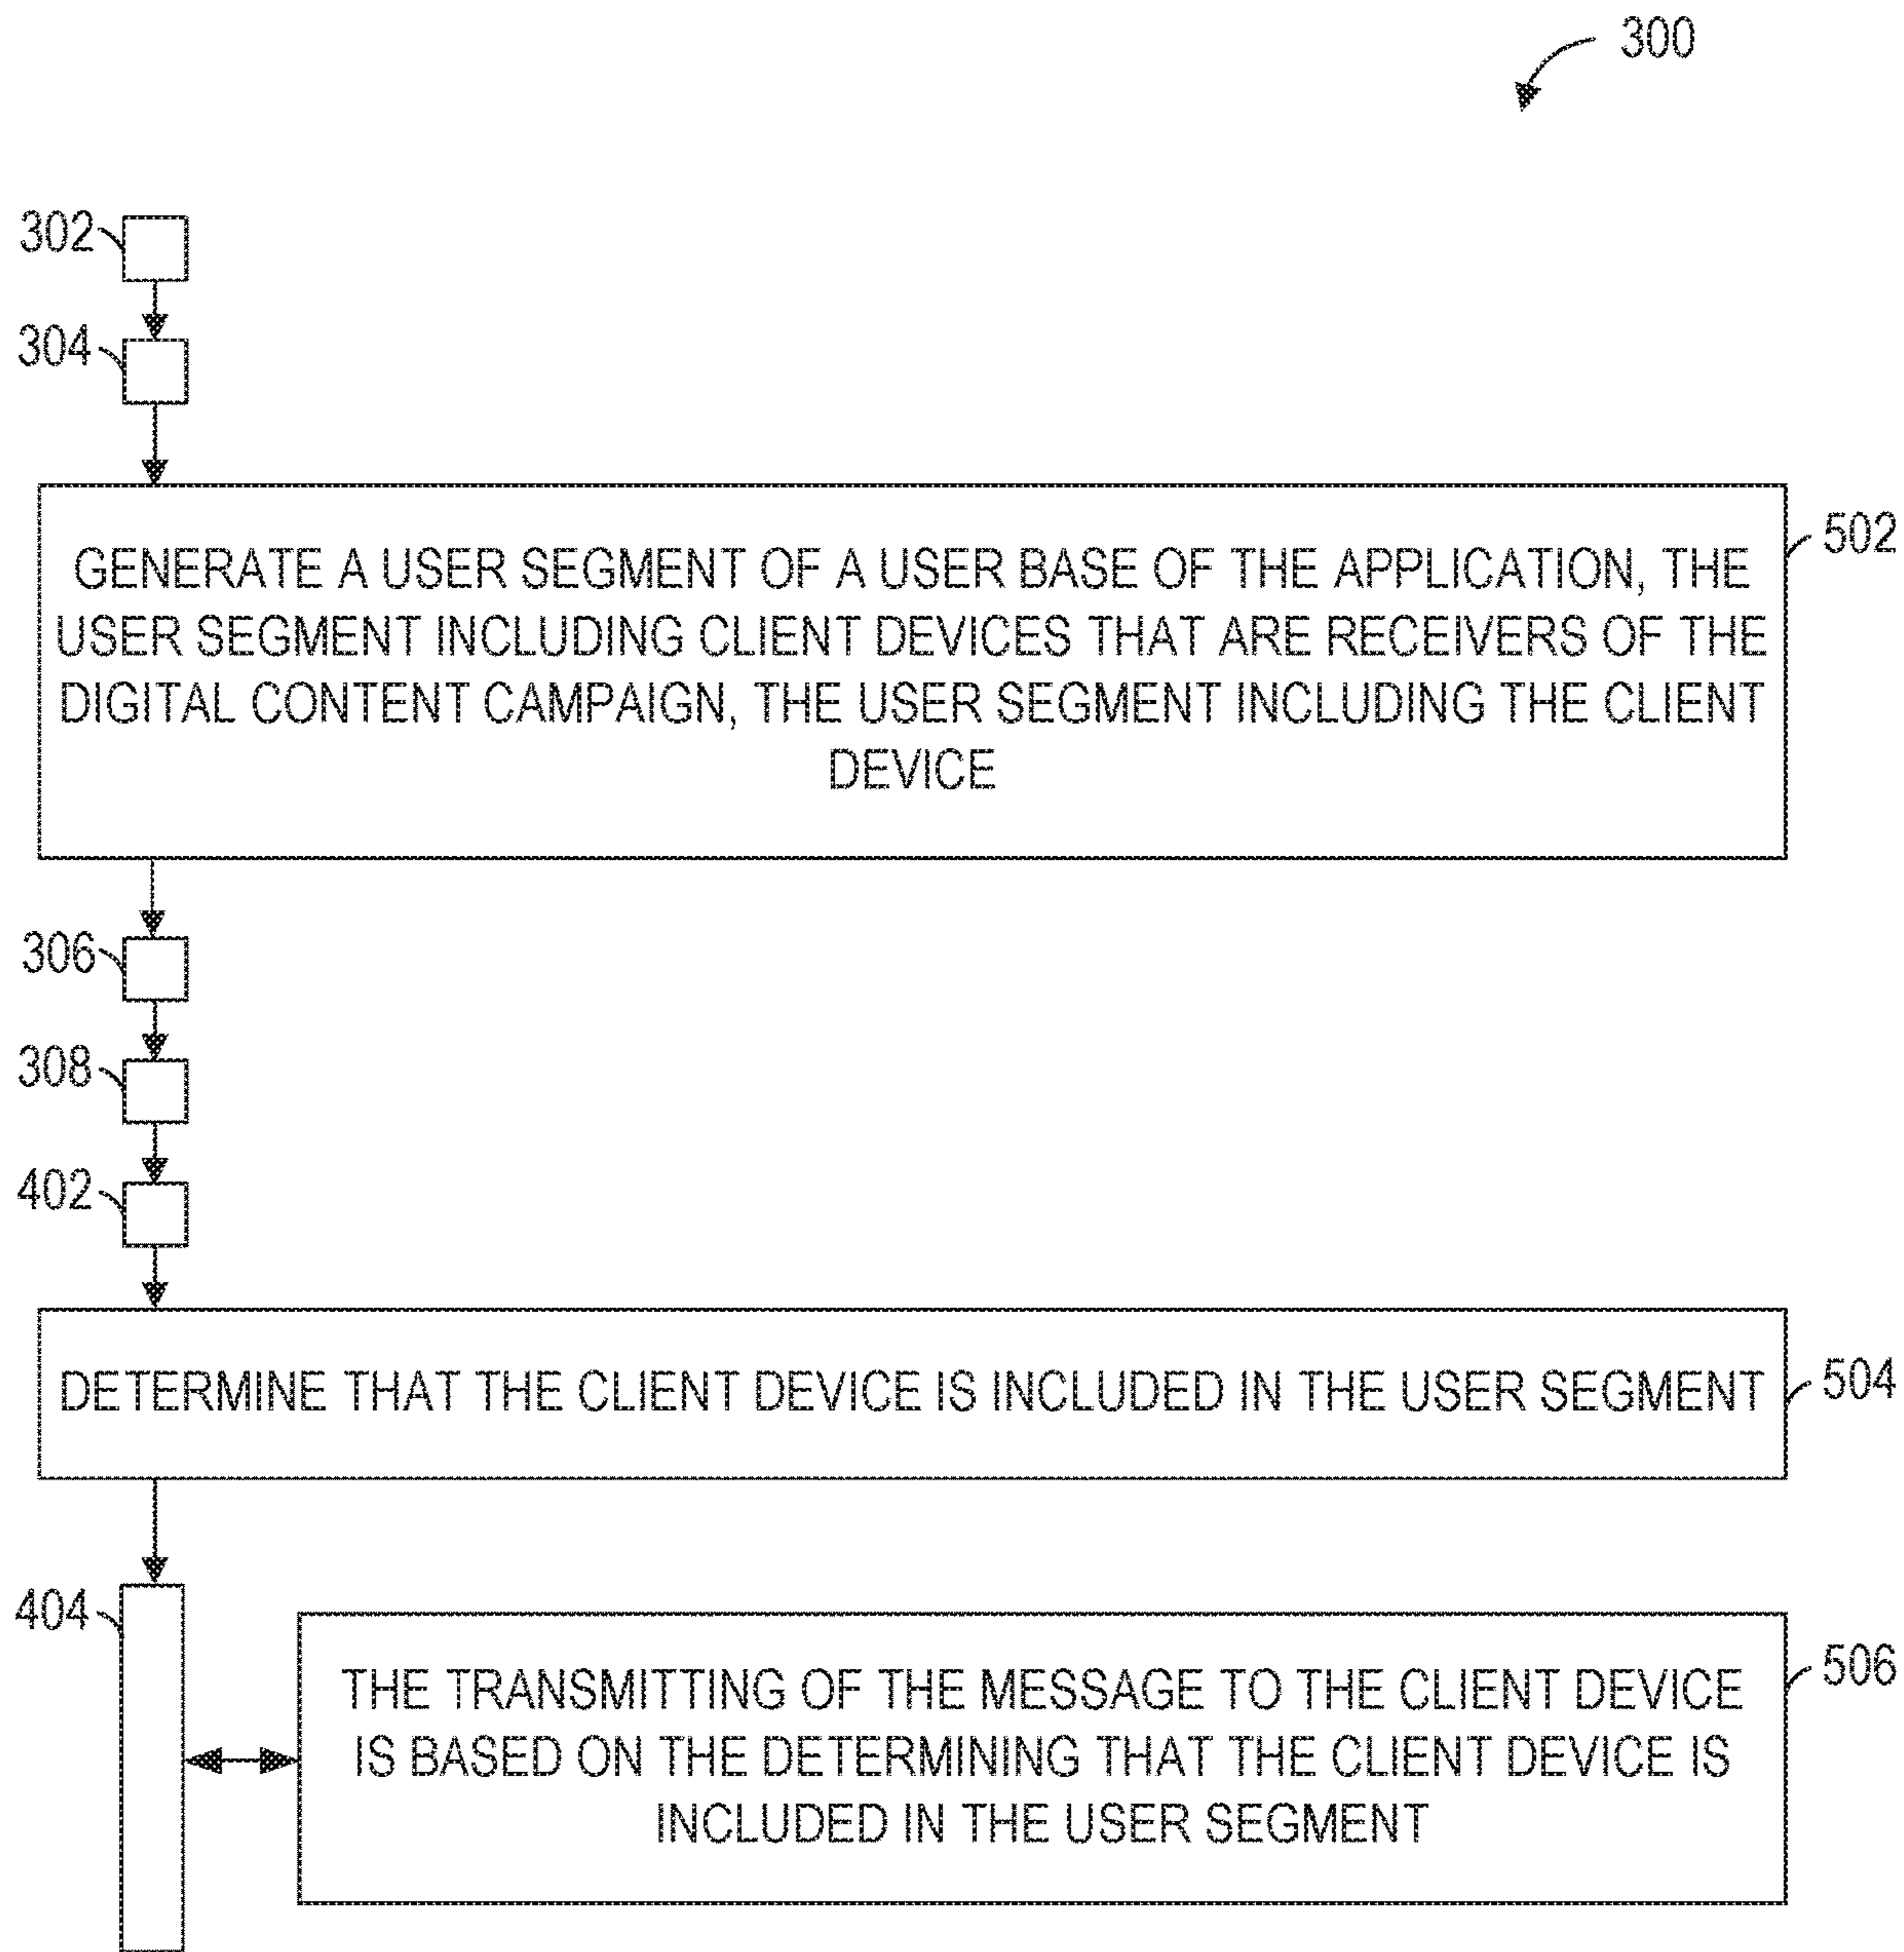 300
302
304
502
GENERATE A USER SEGMENT OF A USER BASE OF THE APPLICATION, THE
USER SEGMENT INCLUDING CLIENT DEVICES THAT ARE RECEIVERS OF THE
DIGITAL CONTENT CAMPAIGN, THE USER SEGMENT INCLUDING THE CLIENT
DEVICE
306
308
402
DETERMINE THAT THE CLIENT DEVICE IS INCLUDED IN THE USER SEGMENT
504
404
506
THE TRANSMITTING OF THE MESSAGE TO THE CLIENT DEVICE
IS BASED ON THE DETERMINING THAT THE CLIENT DEVICE IS
INCLUDED IN THE USER SEGMENT